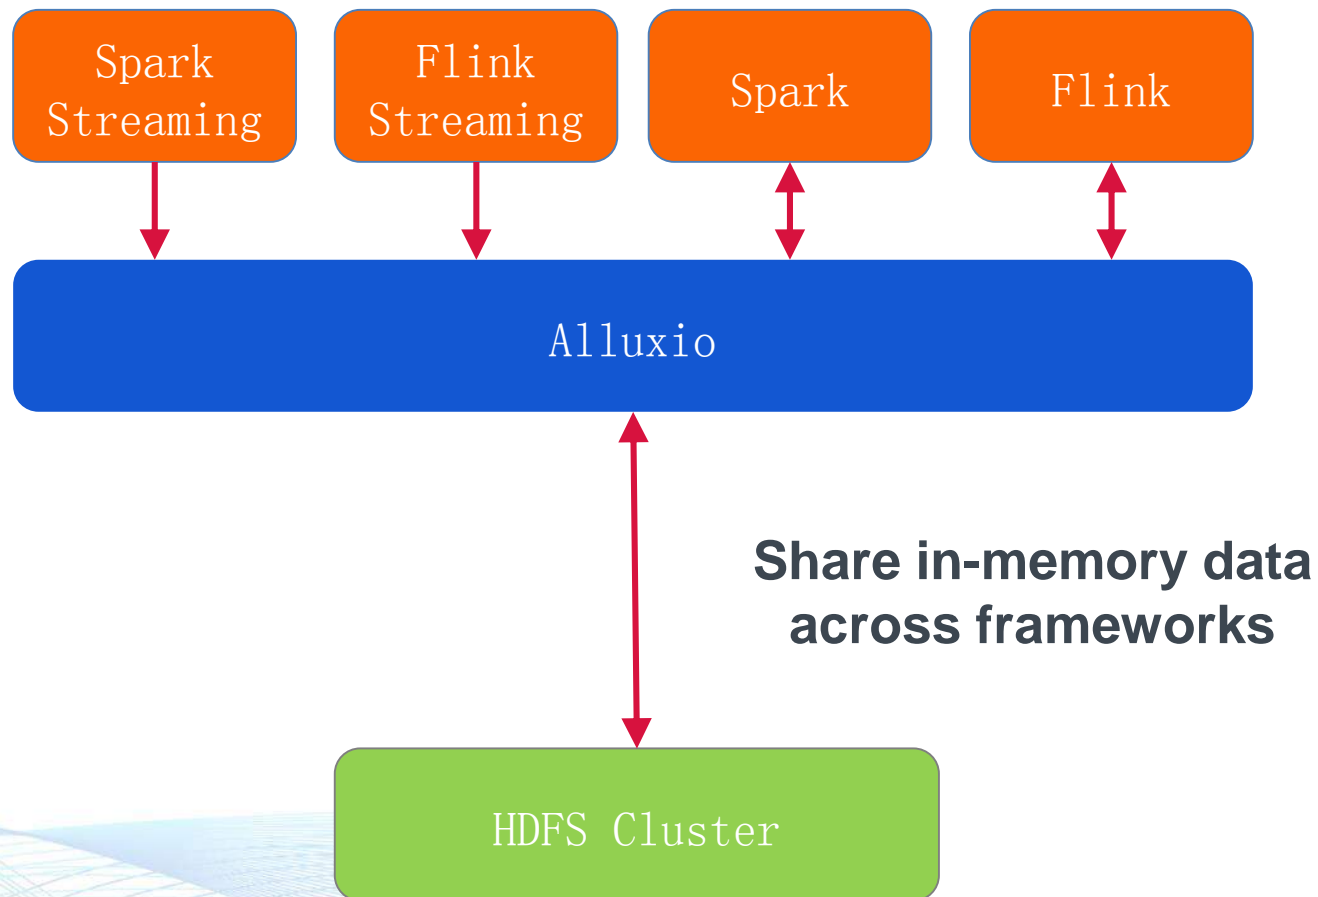 Spark
Streaming
Flink
Streaming
Spark
Flink
Alluxio
Share in-memory data
across frameworks
HDFS Cluster